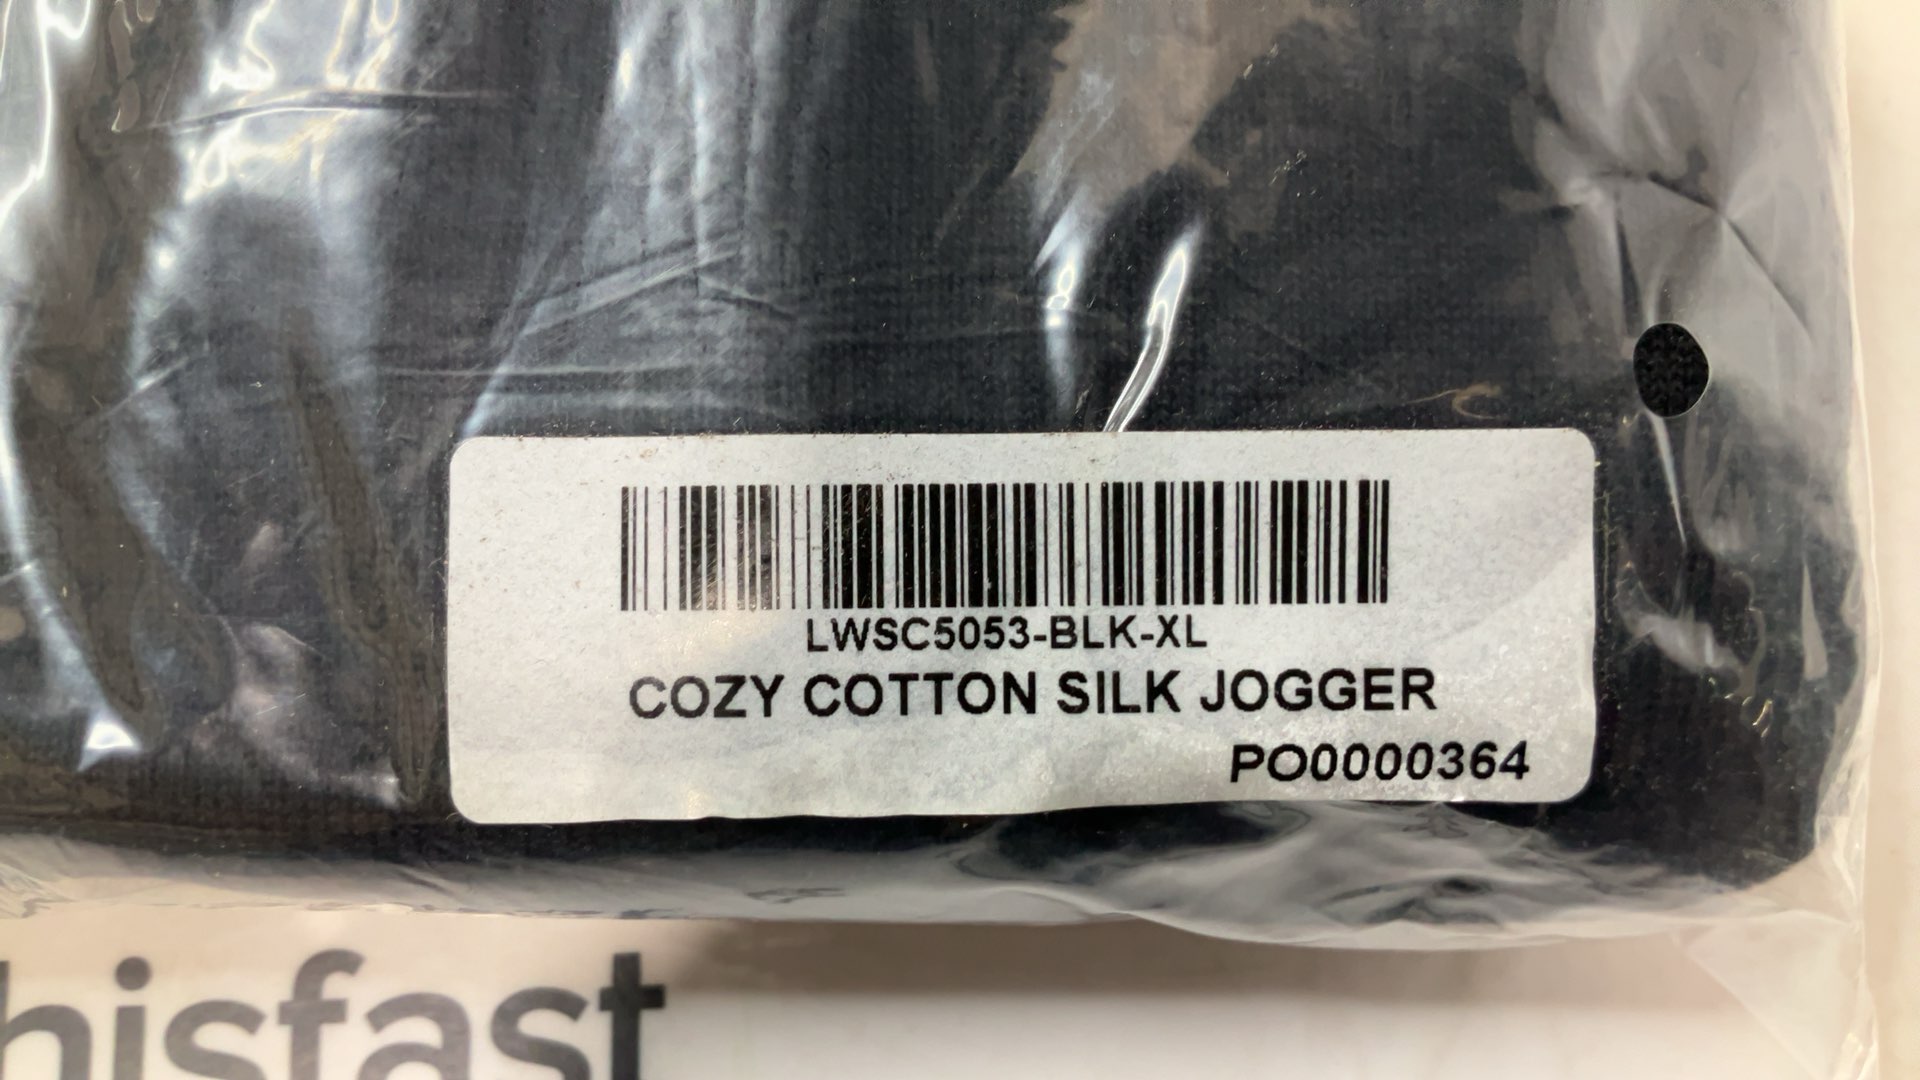 LWSC5053-BLK-XL
COZY COTTON SILK JOGGER
PO0000364
hisfast